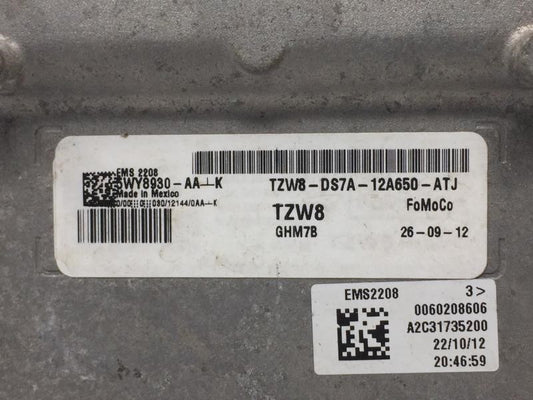 EMS 2208
5WY8930-AA-K TZW8-DS7A-12A650-ATJ
Made in Mexico
TZW8 FoMoCo
GHM7B 26-09-12
EMS2208 3>
0060208606
A2C31735200
22/10/12
20:46:59